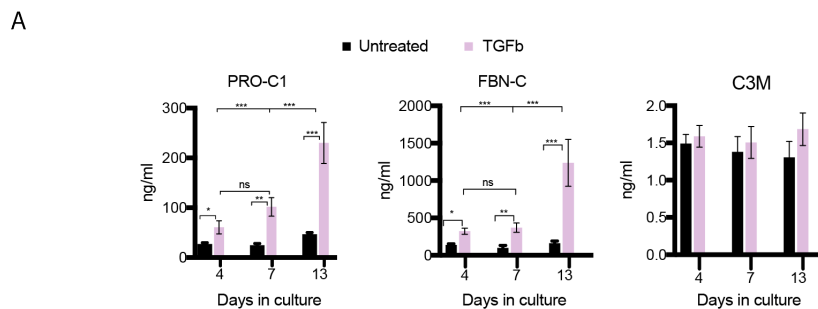 A
Untreated TGFb
PRO-C1
*** ***
300
***
200
ng/ml
ns
100
* **
0
4 7 13
Days in culture
FBN-C
*** ***
2000
***
1500
ng/ml
1000
ns
500
* **
0
4 7 13
Days in culture
C3M
2.0
1.5
ng/ml
1.0
0.5
0.0
4 7 13
Days in culture